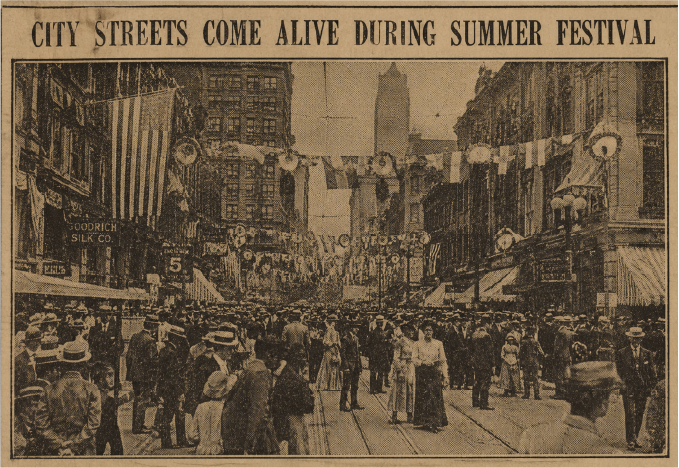 CITY STREETS COME ALIVE DURING SUMMER FESTIVAL
GOODRICH
SILK CO.
5